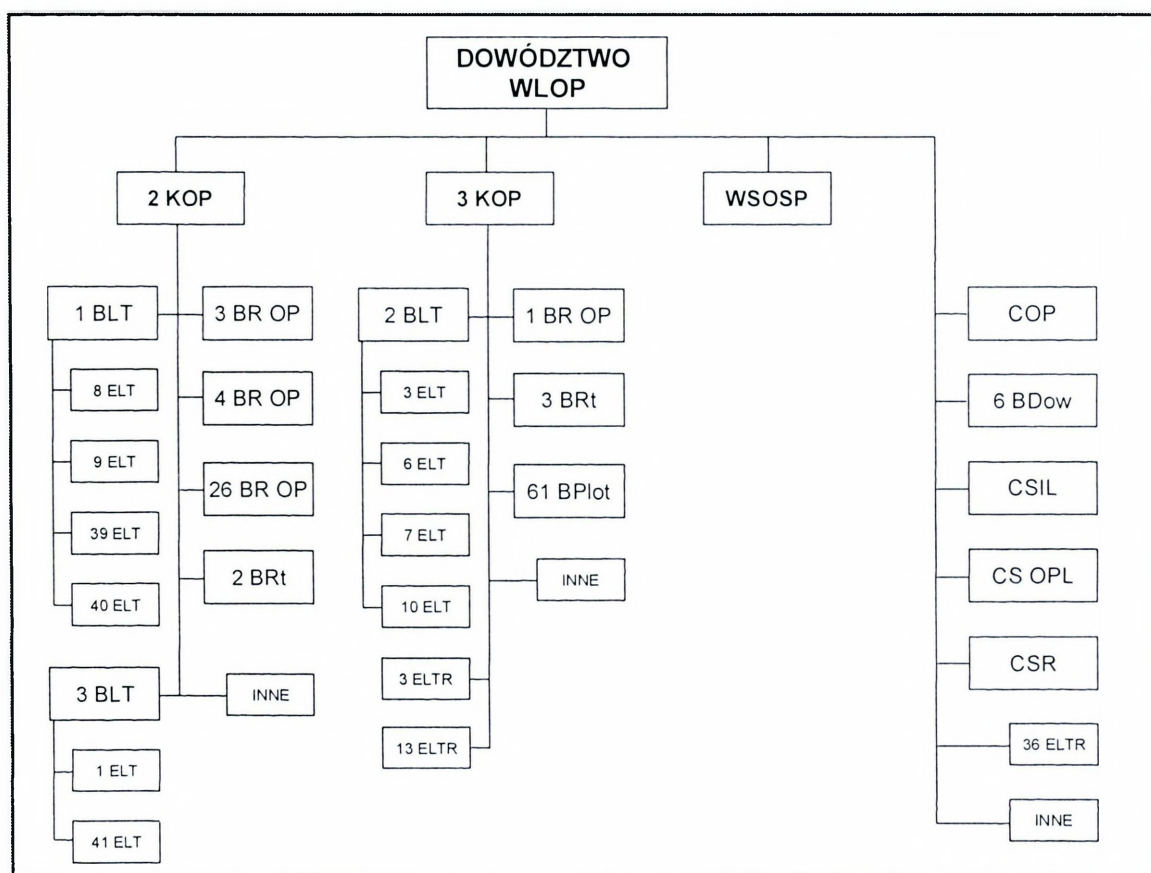 DOWÓDZTWO
WLOP
2 KOP
3 KOP
WSOSP
1 BLT
3 BR OP
8 ELT
4 BR OP
9 ELT
26 BR OP
39 ELT
2 BRt
40 ELT
3 BLT
INNE
1 ELT
41 ELT
2 BLT
1 BR OP
3 ELT
3 BRt
6 ELT
61 BPlot
7 ELT
INNE
10 ELT
3 ELTR
13 ELTR
COP
6 BDow
CSIL
CS OPL
CSR
36 ELTR
INNE